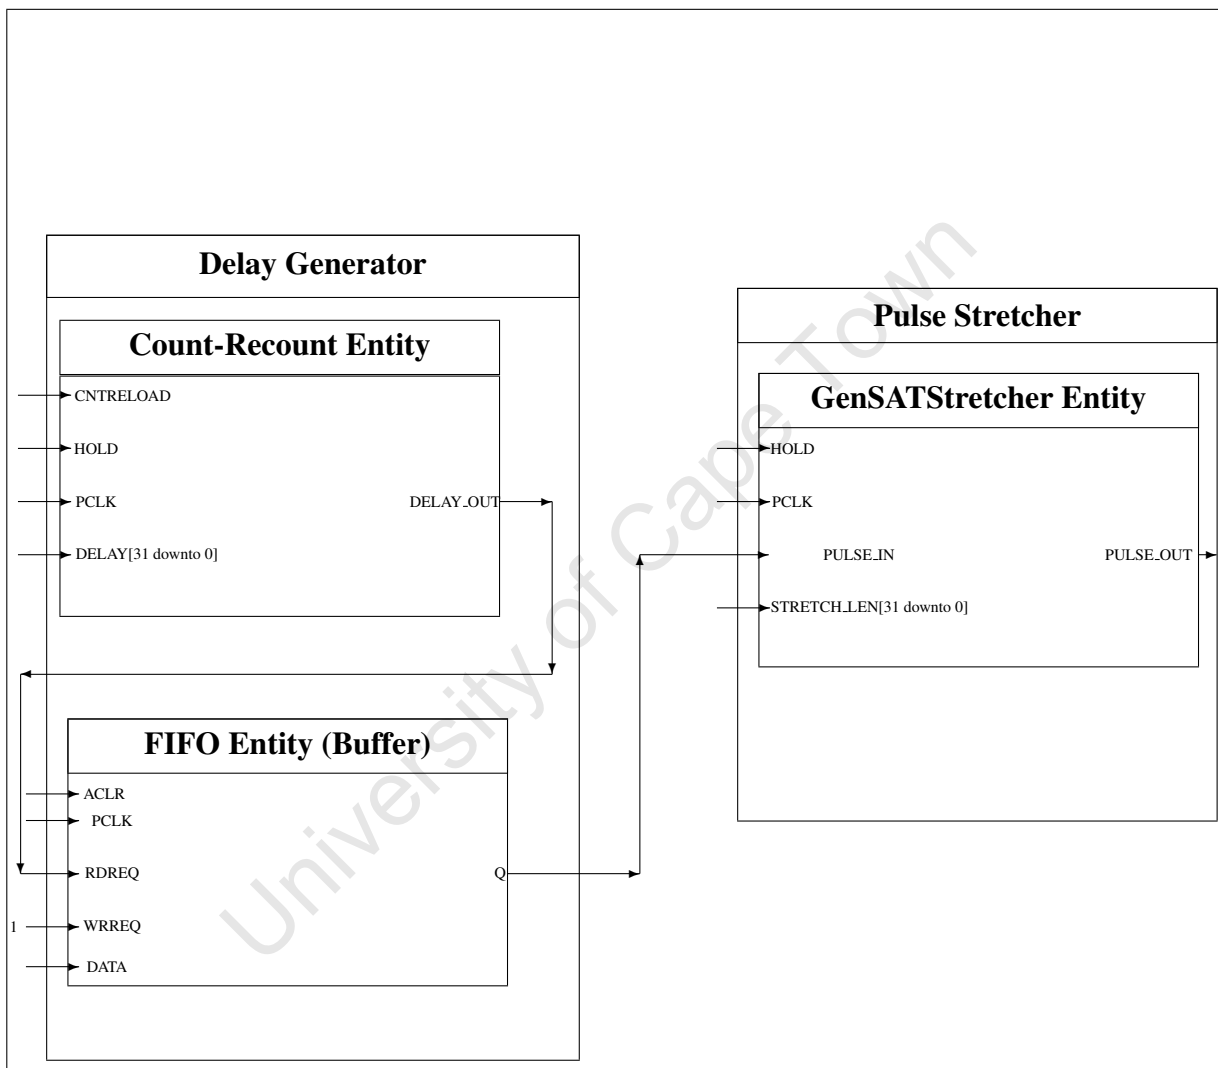 Delay Generator
Count-Recount Entity
CNTRELOAD
HOLD
PCLK
DELAY_OUT
DELAY[31 downto 0]
FIFO Entity (Buffer)
ACLR
PCLK
RDREQ
Q
1
WRREQ
DATA
Pulse Stretcher
GenSATStretcher Entity
HOLD
PCLK
PULSE_IN
PULSE_OUT
STRETCH_LEN[31 downto 0]
University of Cape Town